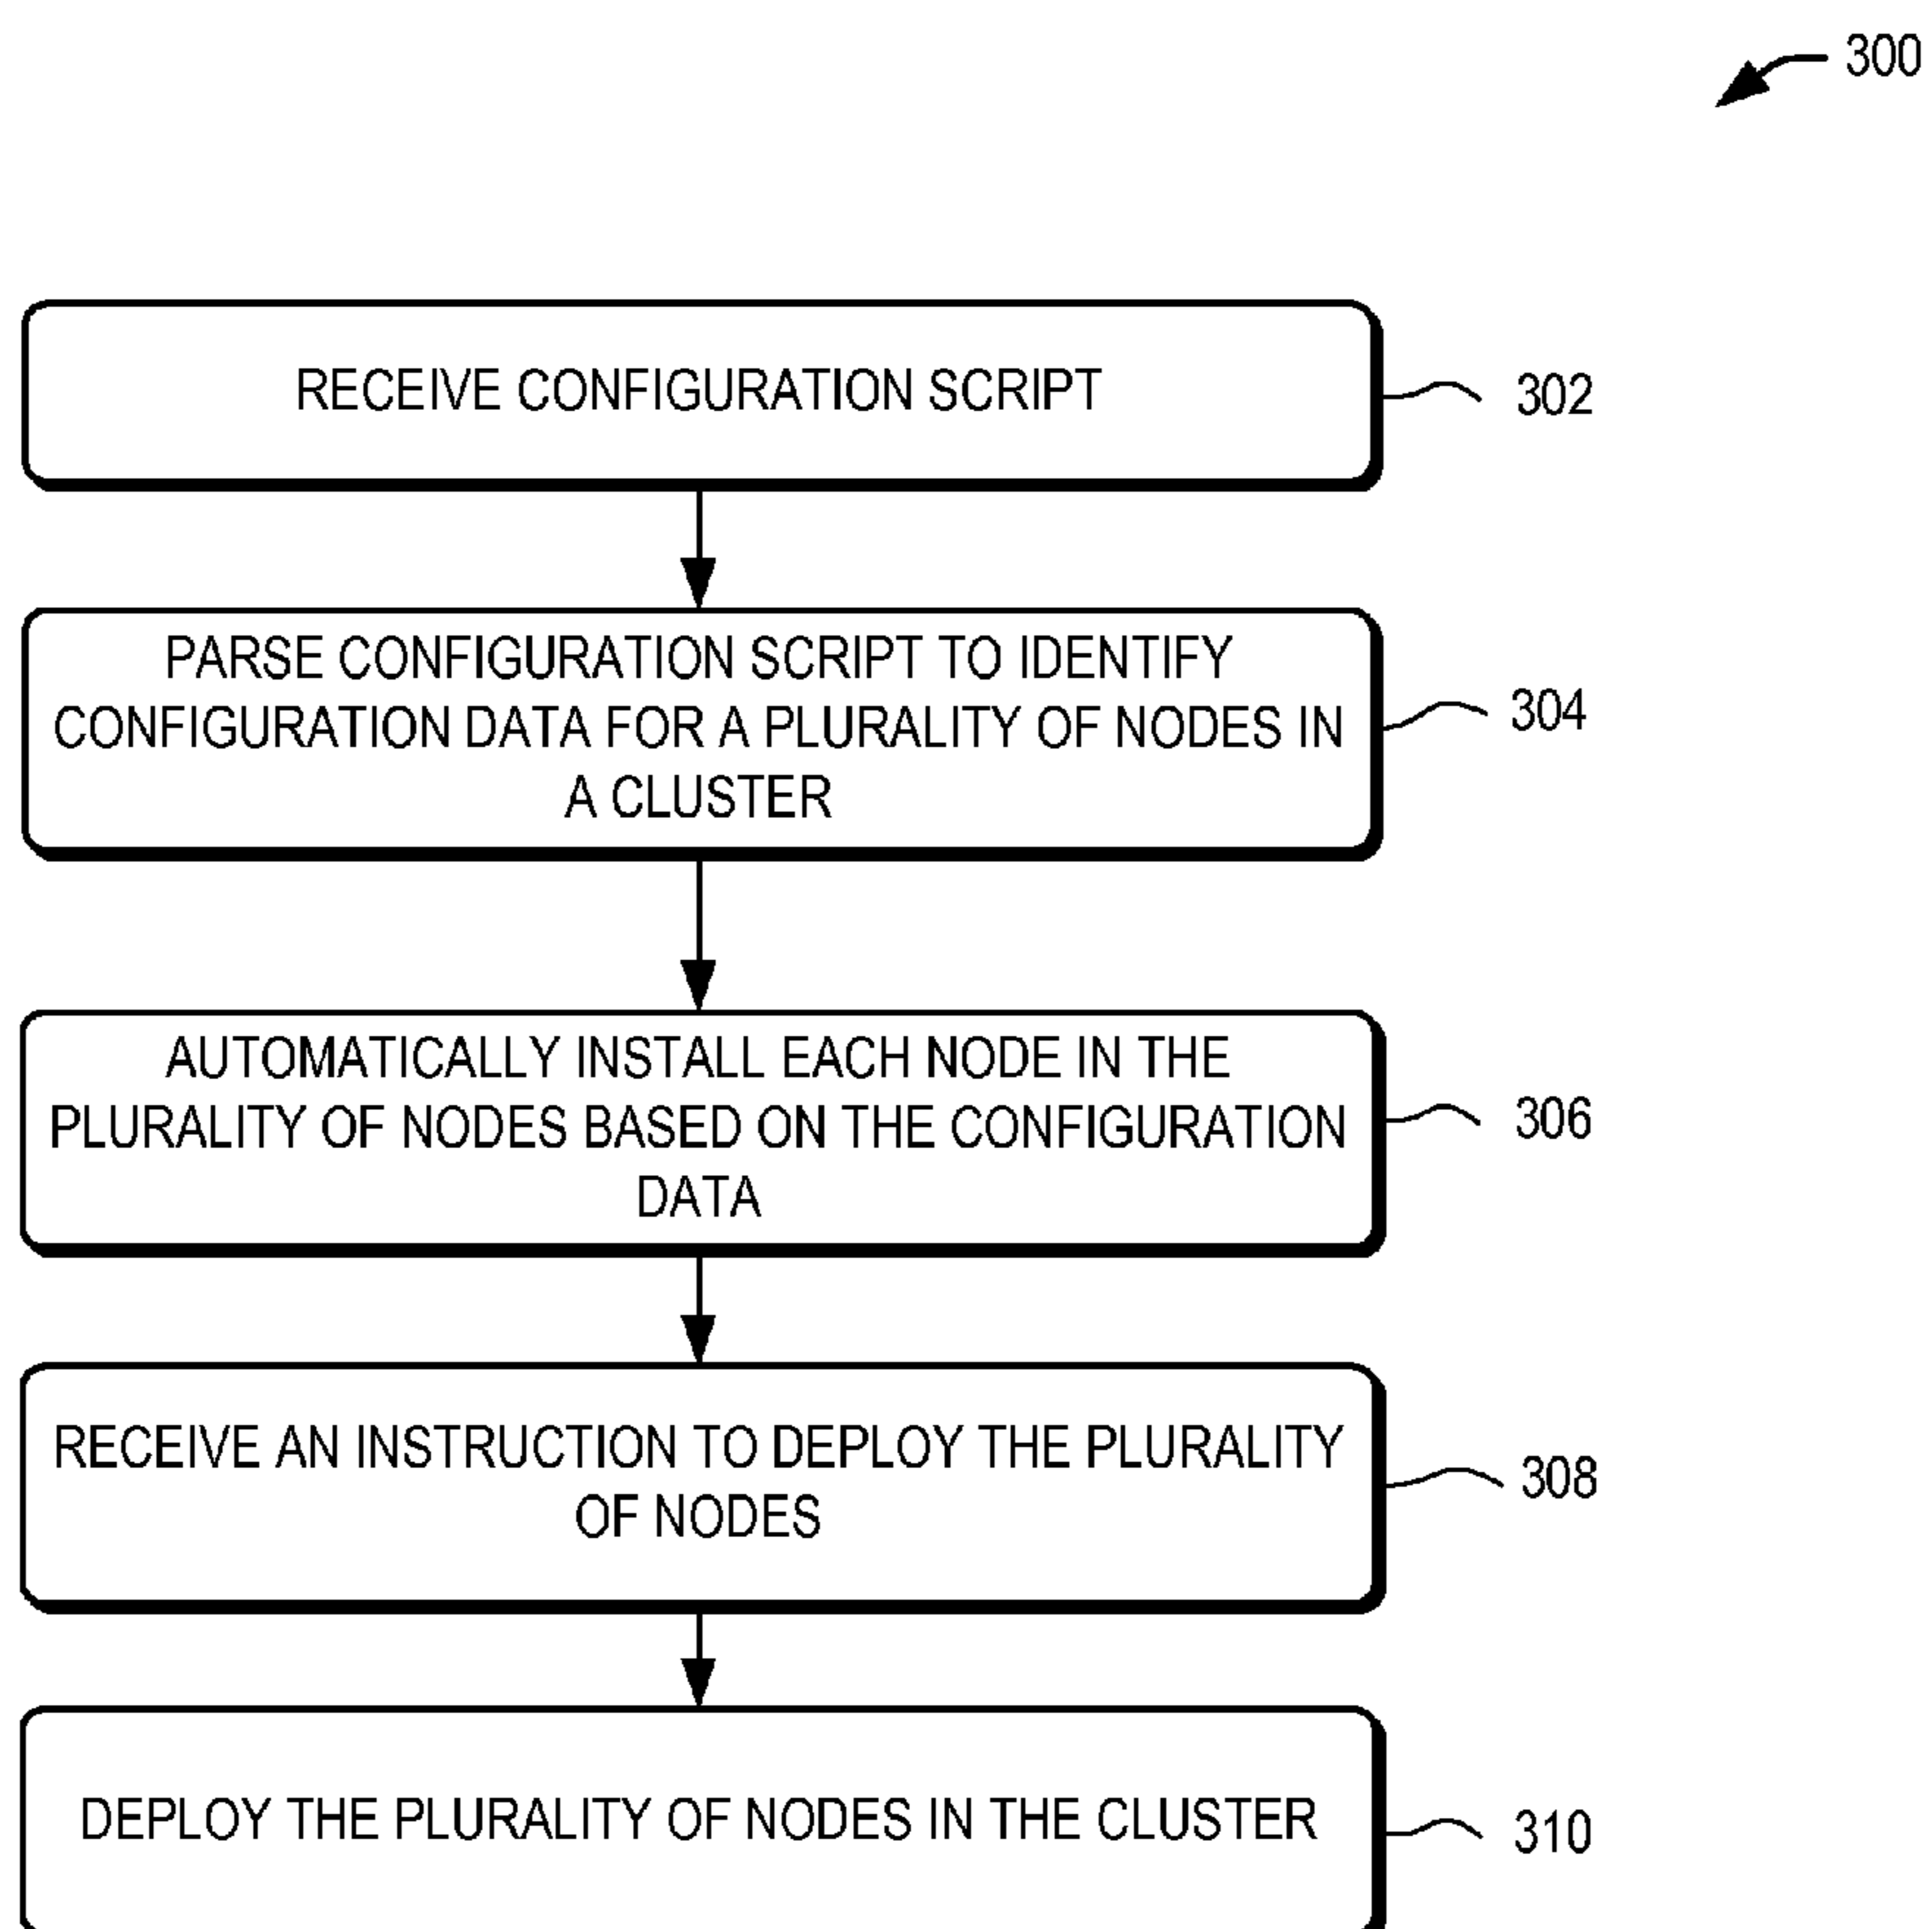 300
RECEIVE CONFIGURATION SCRIPT
302
PARSE CONFIGURATION SCRIPT TO IDENTIFY
CONFIGURATION DATA FOR A PLURALITY OF NODES IN
A CLUSTER
304
AUTOMATICALLY INSTALL EACH NODE IN THE
PLURALITY OF NODES BASED ON THE CONFIGURATION
DATA
306
RECEIVE AN INSTRUCTION TO DEPLOY THE PLURALITY
OF NODES
308
DEPLOY THE PLURALITY OF NODES IN THE CLUSTER
310